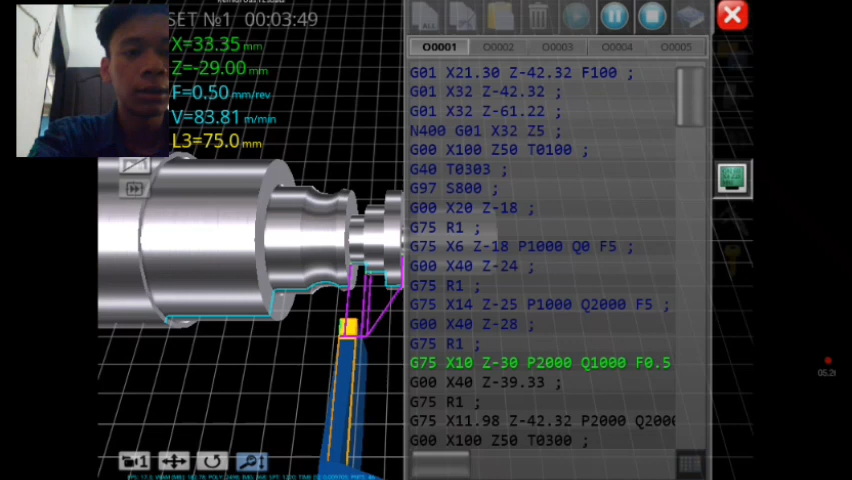 SET №1 00:03:49
X=33.35 mm
Z=-29.00 mm
F=0.50 mm/rev
V=83.81 m/min
L3=75.0 mm
ALL
O0001 O0002 O0003 O0004 O0005
G01 X21.30 Z-42.32 F100 ;
G01 X32 Z-42.32 ;
G01 X32 Z-61.22 ;
N400 G01 X32 Z5 ;
G00 X100 Z50 T0100 ;
G40 T0303 ;
G97 S800 ;
G00 X20 Z-18 ;
G75 R1 ;
G75 X6 Z-18 P1000 Q0 F5 ;
G00 X40 Z-24 ;
G75 R1 ;
G75 X14 Z-25 P1000 Q2000 F5 ;
G00 X40 Z-28 ;
G75 R1 ;
G75 X10 Z-30 P2000 Q1000 F0.5
G00 X40 Z-39.33 ;
G75 R1 ;
G75 X11.98 Z-42.32 P2000 Q2000
G00 X100 Z50 T0300 ;
1